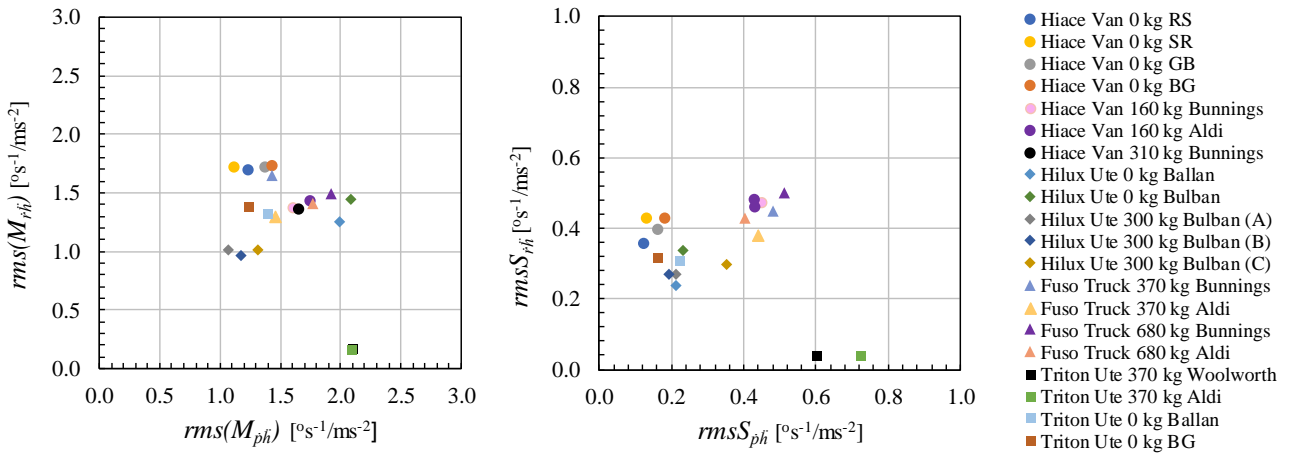 3.0
2.5
2.0
1.5
1.0
0.5
0.0
rms(M_ṙḧ) [ºs⁻¹/ms⁻²]
0.0 0.5 1.0 1.5 2.0 2.5 3.0
rms(M_ṗḧ) [ºs⁻¹/ms⁻²]
1.0
0.8
0.6
0.4
0.2
0.0
rmsS_ṙḧ [ºs⁻¹/ms⁻²]
0.0 0.2 0.4 0.6 0.8 1.0
rmsS_ṗḧ [ºs⁻¹/ms⁻²]
Hiace Van 0 kg RS
Hiace Van 0 kg SR
Hiace Van 0 kg GB
Hiace Van 0 kg BG
Hiace Van 160 kg Bunnings
Hiace Van 160 kg Aldi
Hiace Van 310 kg Bunnings
Hilux Ute 0 kg Ballan
Hilux Ute 0 kg Bulban
Hilux Ute 300 kg Bulban (A)
Hilux Ute 300 kg Bulban (B)
Hilux Ute 300 kg Bulban (C)
Fuso Truck 370 kg Bunnings
Fuso Truck 370 kg Aldi
Fuso Truck 680 kg Bunnings
Fuso Truck 680 kg Aldi
Triton Ute 370 kg Woolworth
Triton Ute 370 kg Aldi
Triton Ute 0 kg Ballan
Triton Ute 0 kg BG